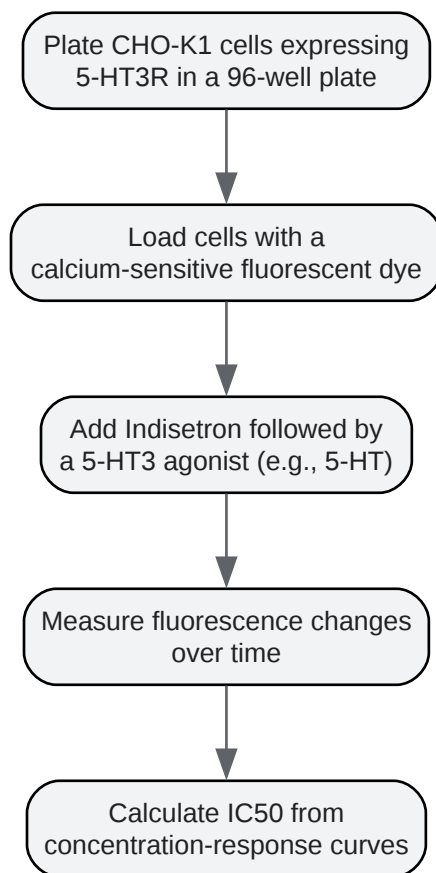 Plate CHO-K1 cells expressing
5-HT3R in a 96-well plate
Load cells with a
calcium-sensitive fluorescent dye
Add Indisetron followed by
a 5-HT3 agonist (e.g., 5-HT)
Measure fluorescence changes
over time
Calculate IC50 from
concentration-response curves